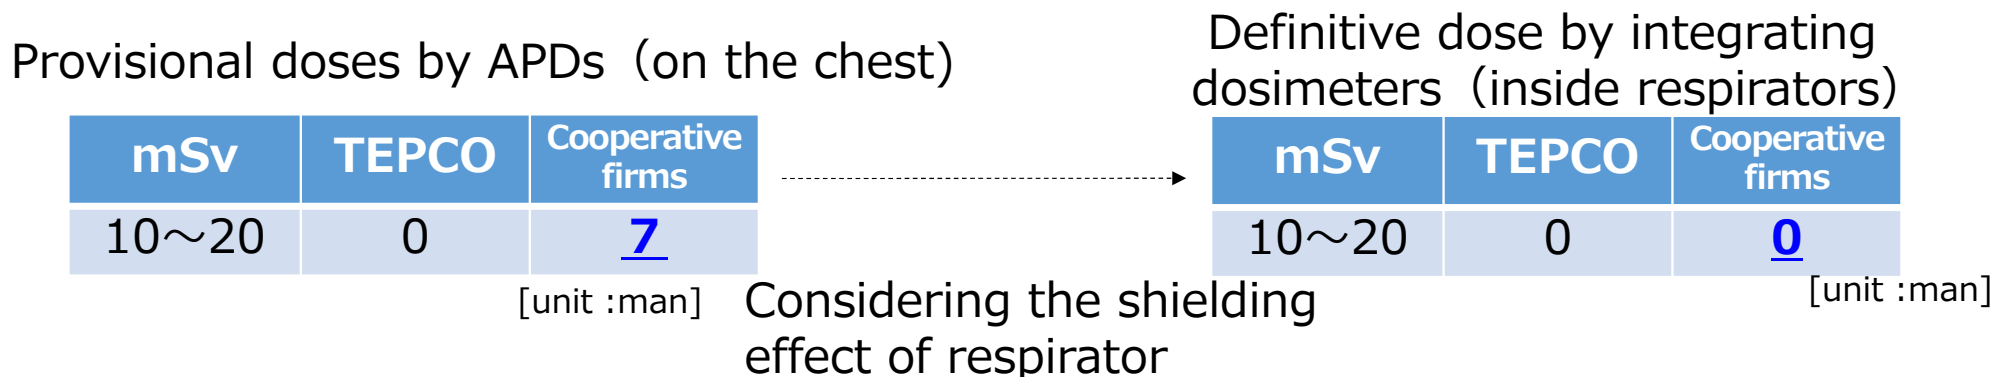 Provisional doses by APDs（on the chest)
mSv TEPCO Cooperative firms
10～20 0 7
[unit :man]
Considering the shielding
effect of respirator
Definitive dose by integrating
dosimeters（inside respirators）
mSv TEPCO Cooperative firms
10～20 0 0
[unit :man]